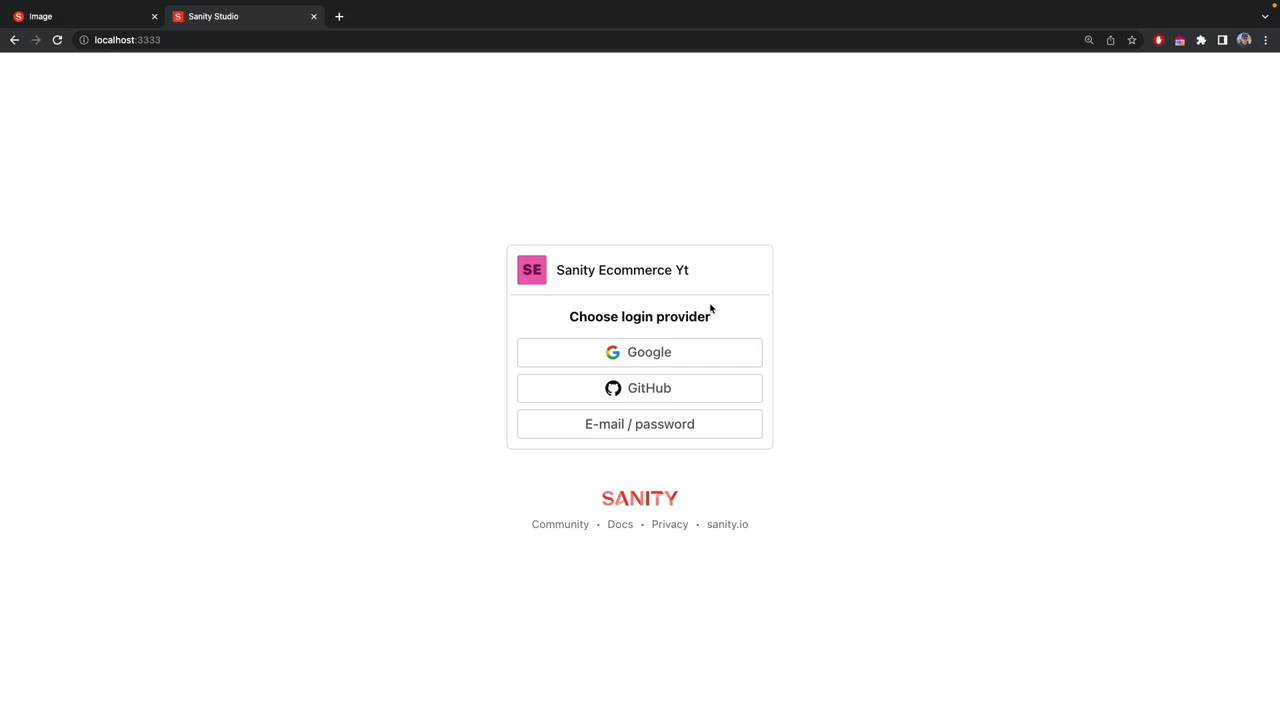 Image
Sanity Studio
localhost:3333
SE
Sanity Ecommerce Yt
Choose login provider
Google
GitHub
E-mail / password
SANITY
Community • Docs • Privacy • sanity.io